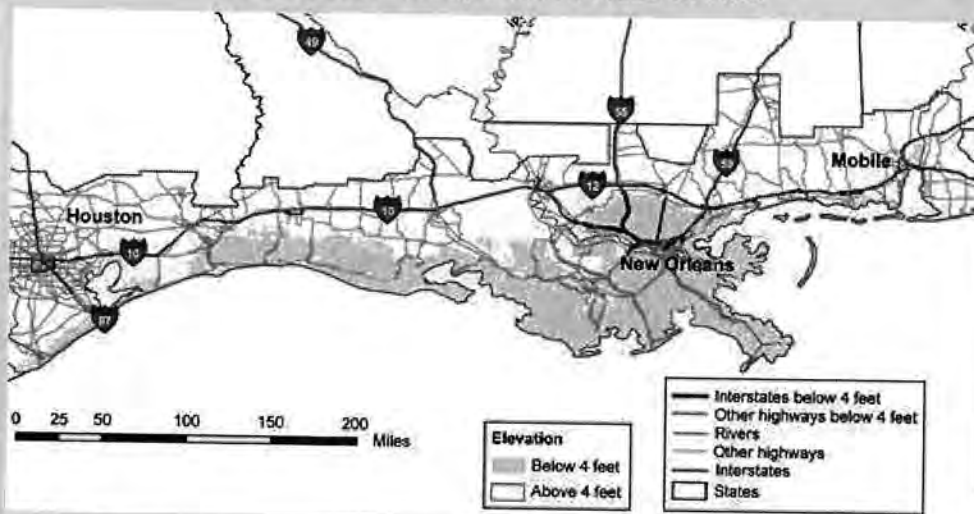 49
55
59
Mobile
12
Houston
10
10
New Orleans
87
0 25 50 100 150 200
Miles
Elevation
Below 4 feet
Above 4 feet
Interstates below 4 feet
Other highways below 4 feet
Rivers
Other highways
Interstates
States